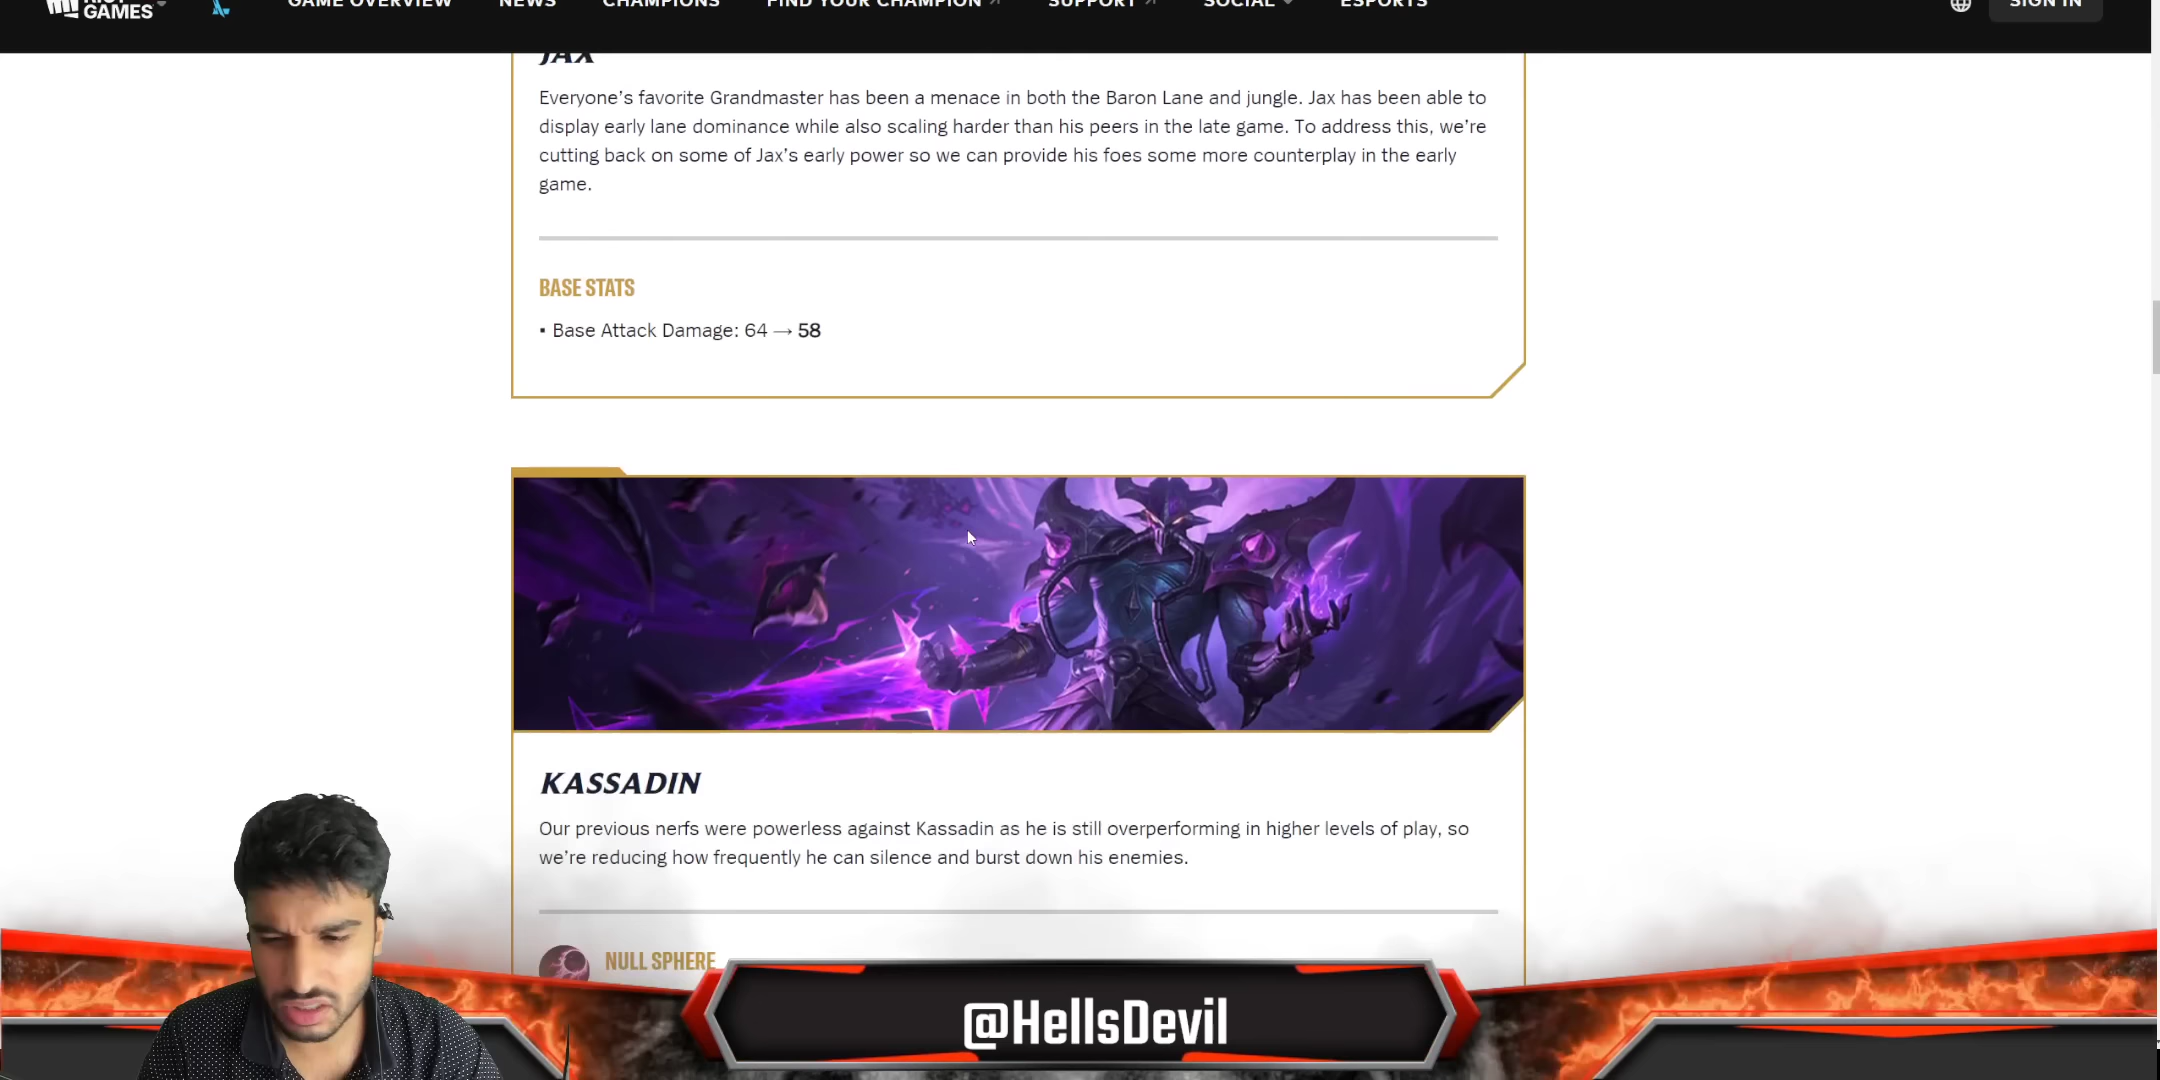 RIOT
GAMES
GAME OVERVIEW
NEWS
CHAMPIONS
FIND YOUR CHAMPION
SUPPORT
SOCIAL
ESPORTS
SIGN IN
JAX
Everyone’s favorite Grandmaster has been a menace in both the Baron Lane and jungle. Jax has been able to
display early lane dominance while also scaling harder than his peers in the late game. To address this, we’re
cutting back on some of Jax’s early power so we can provide his foes some more counterplay in the early
game.
BASE STATS
• Base Attack Damage: 64 → 58
KASSADIN
Our previous nerfs were powerless against Kassadin as he is still overperforming in higher levels of play, so
we’re reducing how frequently he can silence and burst down his enemies.
NULL SPHERE
@HellsDevil